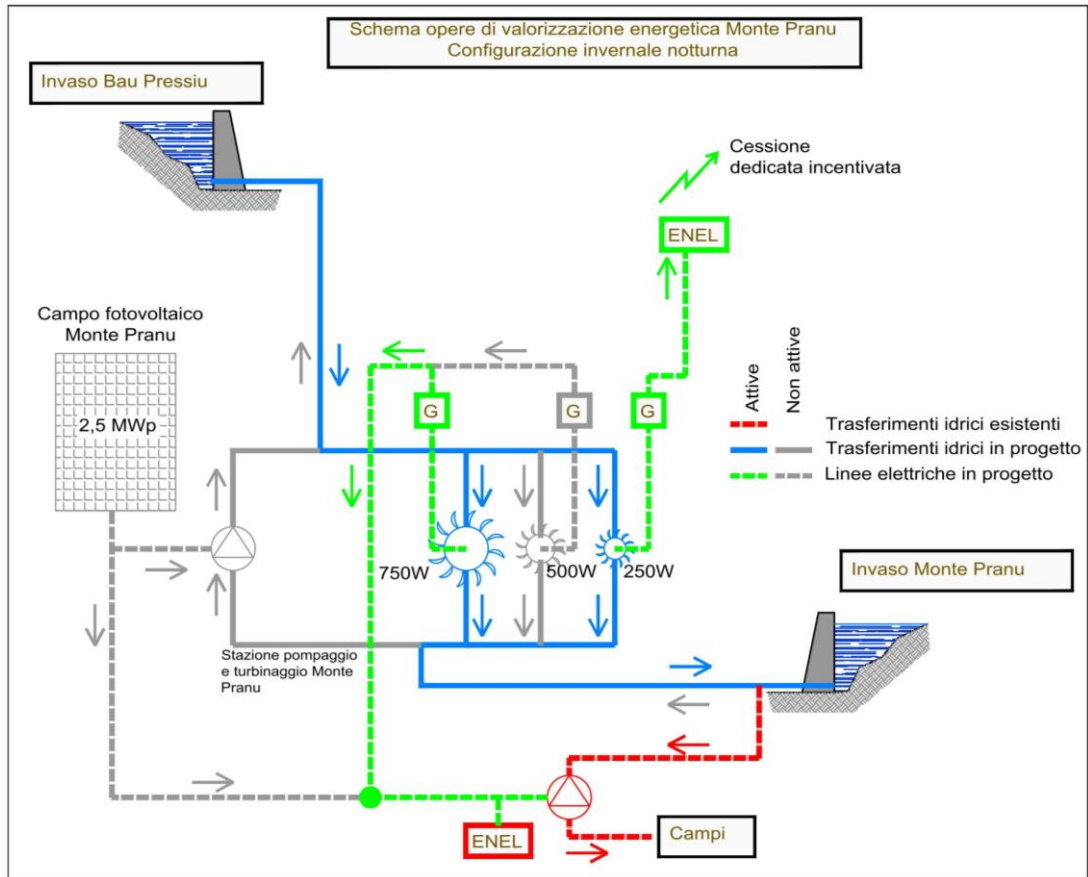 Schema opere di valorizzazione energetica Monte Pranu
Configurazione invernale notturna
Invaso Bau Pressiu
Cessione
dedicata incentivata
ENEL
Campo fotovoltaico
Monte Pranu
2,5 MWp
G
G
G
Attive
Non attive
Trasferimenti idrici esistenti
Trasferimenti idrici in progetto
Linee elettriche in progetto
750W
500W
250W
Invaso Monte Pranu
Stazione pompaggio
e turbinaggio Monte
Pranu
ENEL
Campi